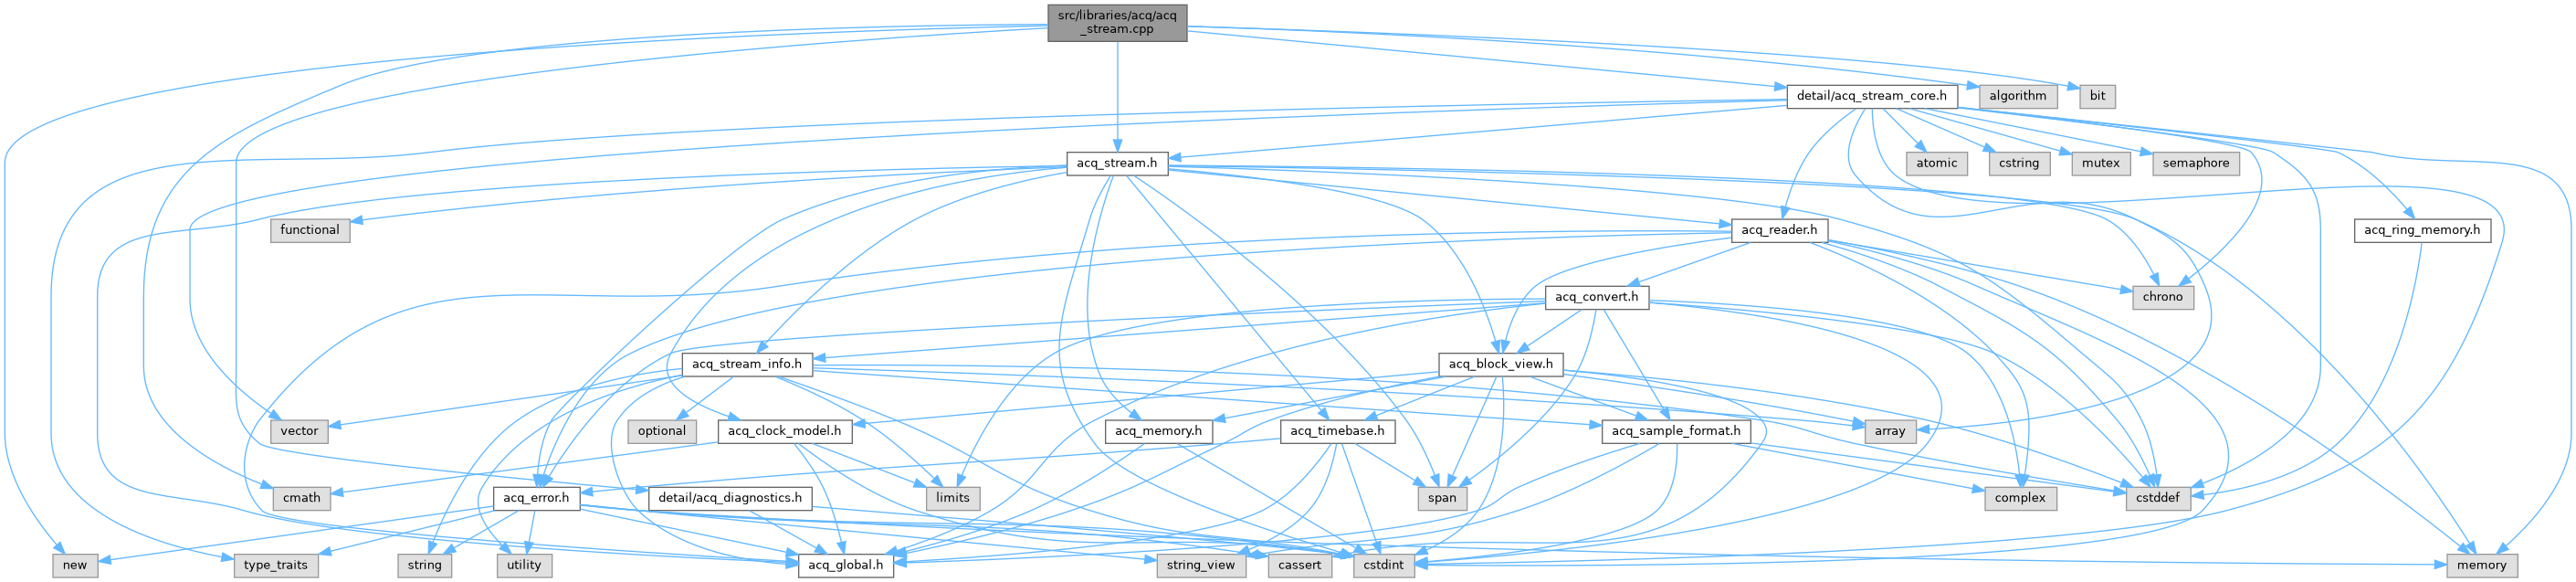 src/libraries/acq/acq
_stream.cpp
detail/acq_stream_core.h
algorithm
bit
acq_stream.h
atomic
cstring
mutex
semaphore
functional
acq_reader.h
acq_ring_memory.h
acq_convert.h
chrono
acq_stream_info.h
acq_block_view.h
vector
optional
acq_clock_model.h
acq_memory.h
acq_timebase.h
acq_sample_format.h
array
cmath
acq_error.h
detail/acq_diagnostics.h
limits
span
complex
cstddef
new
type_traits
string
utility
acq_global.h
string_view
cassert
cstdint
memory